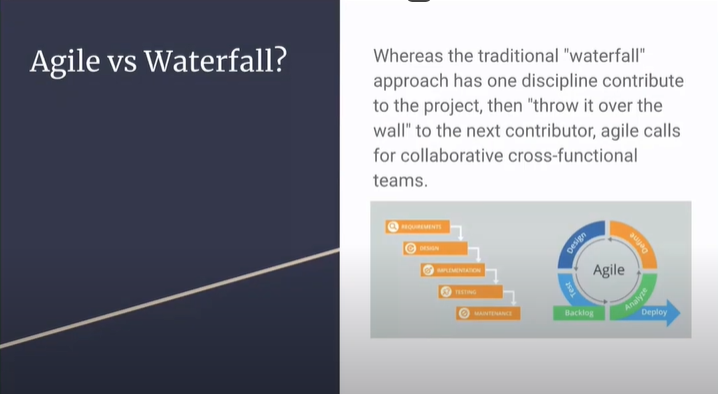 Agile vs Waterfall?
Whereas the traditional "waterfall"
approach has one discipline contribute
to the project, then "throw it over the
wall" to the next contributor, agile calls
for collaborative cross-functional
teams.
REQUIREMENTS
DESIGN
IMPLEMENTATION
TESTING
MAINTENANCE
Design
Define
Agile
Test
Analyze
Backlog
Deploy